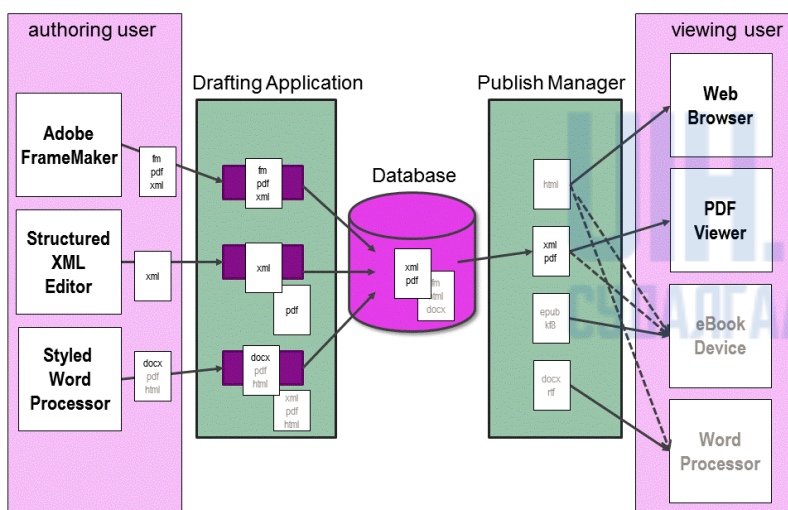 authoring user
Adobe
FrameMaker
Structured
XML
Editor
Styled
Word
Processor
fm
pdf
xml
xml
docx
pdf
html
Drafting Application
fm
pdf
xml
xml
pdf
docx
pdf
html
xml
pdf
html
Database
xml
pdf
fm
html
docx
Publish Manager
html
xml
pdf
epub
kf8
docx
rtf
viewing user
Web
Browser
PDF
Viewer
eBook
Device
Word
Processor